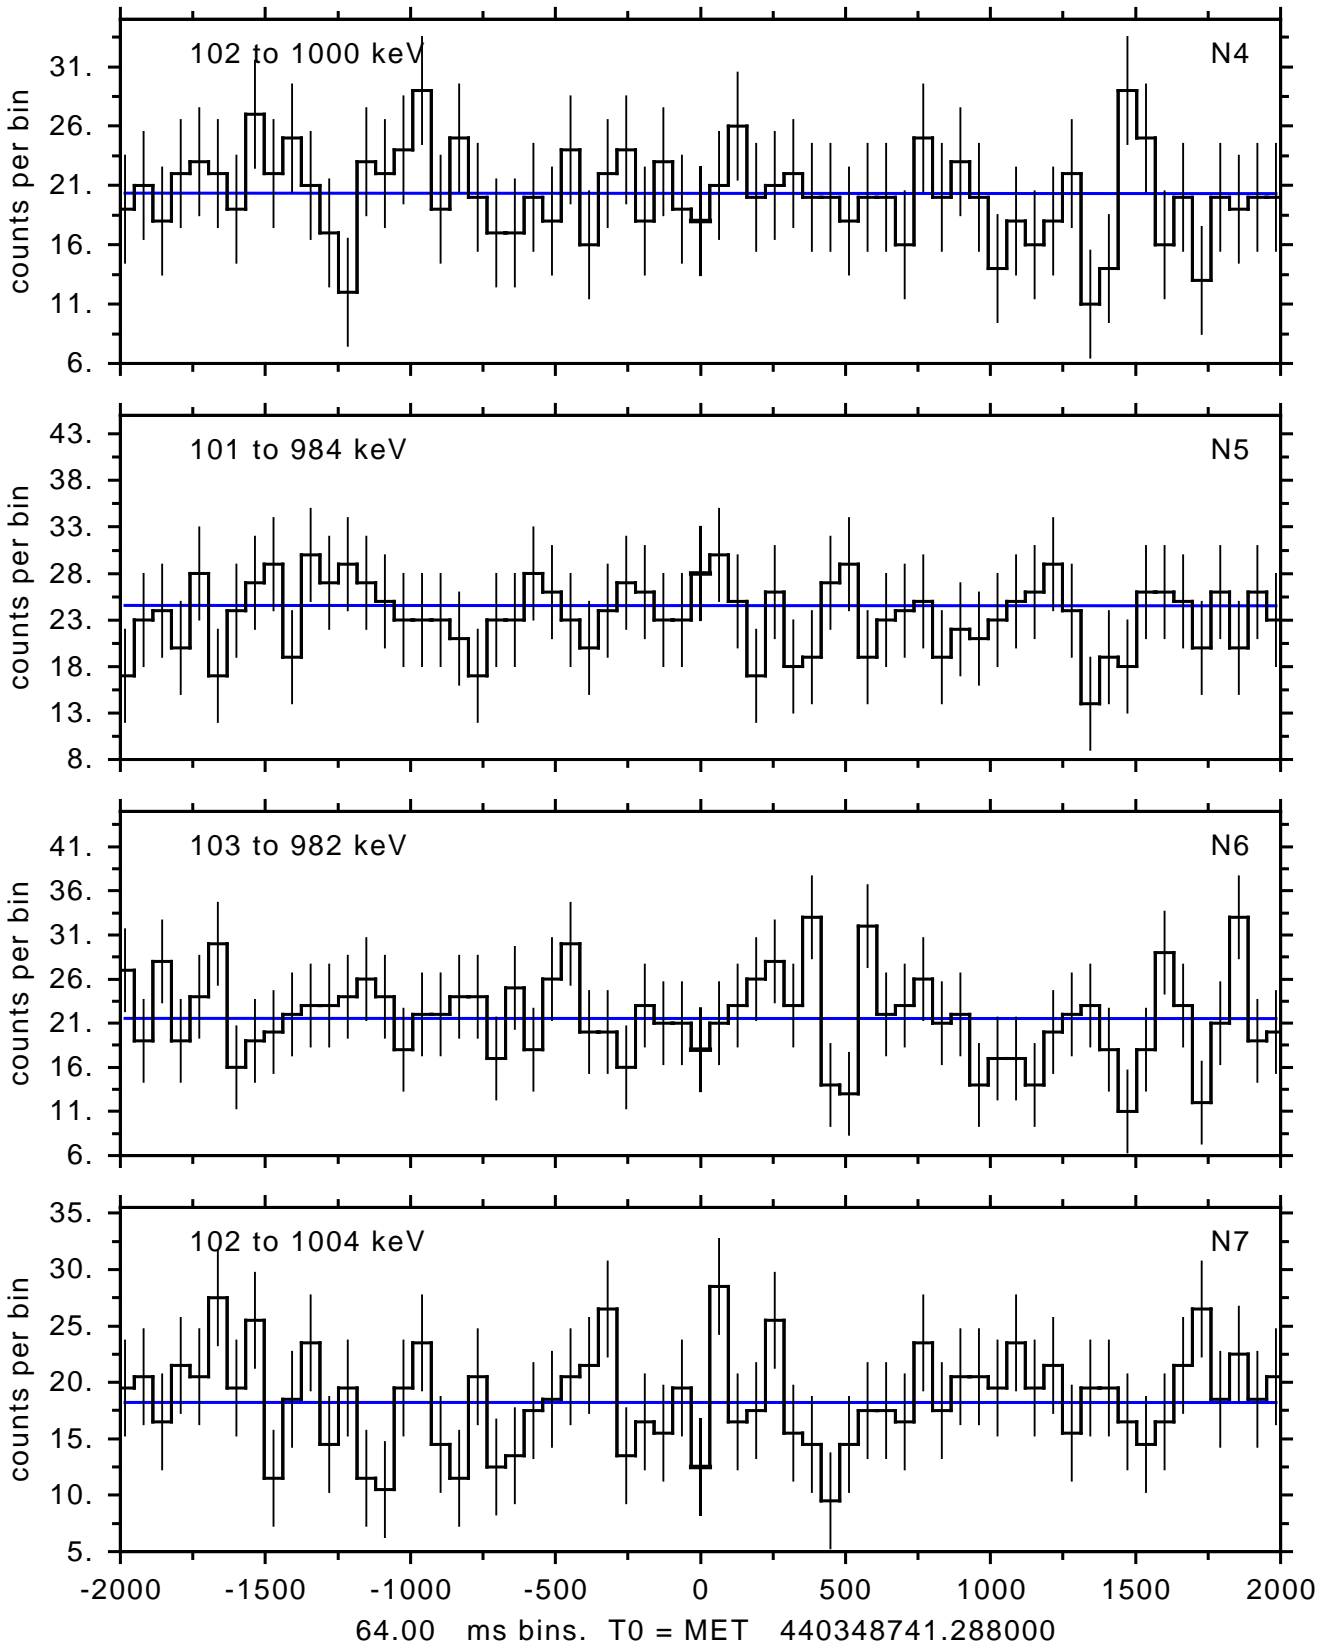 102 to 1000 keV N4
31.
26.
21.
16.
11.
6.
counts per bin
101 to 984 keV N5
43.
38.
33.
28.
23.
18.
13.
8.
counts per bin
103 to 982 keV N6
41.
36.
31.
26.
21.
16.
11.
6.
counts per bin
102 to 1004 keV N7
35.
30.
25.
20.
15.
10.
5.
counts per bin
-2000 -1500 -1000 -500 0 500 1000 1500 2000
64.00 ms bins. T0 = MET 440348741.288000